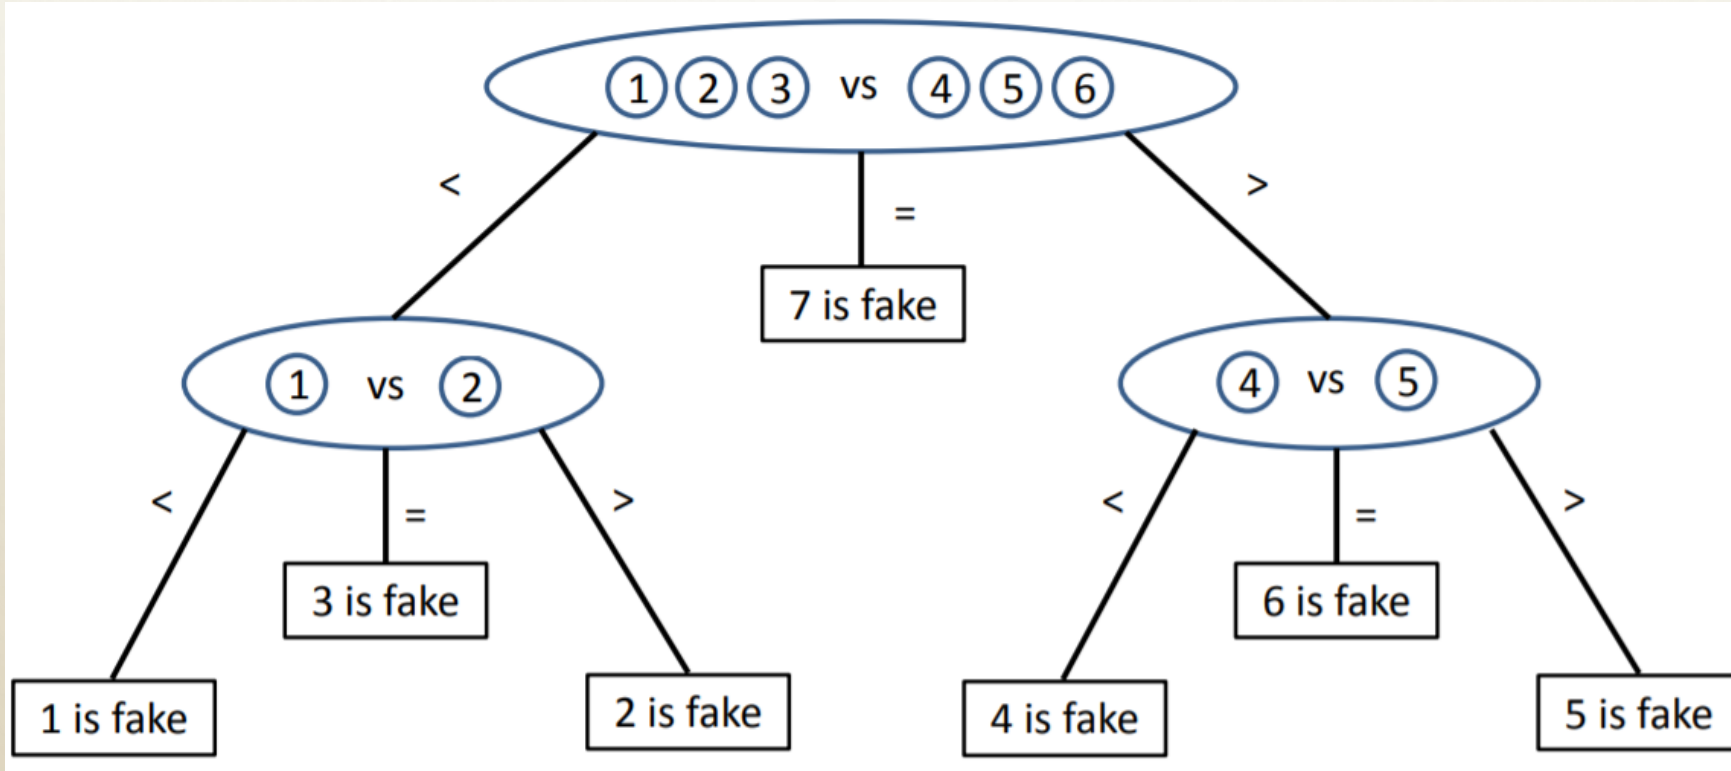 1 2 3 vs 4 5 6
< = >
7 is fake
1 vs 2
4 vs 5
< = >
< = >
3 is fake
6 is fake
1 is fake
2 is fake
4 is fake
5 is fake